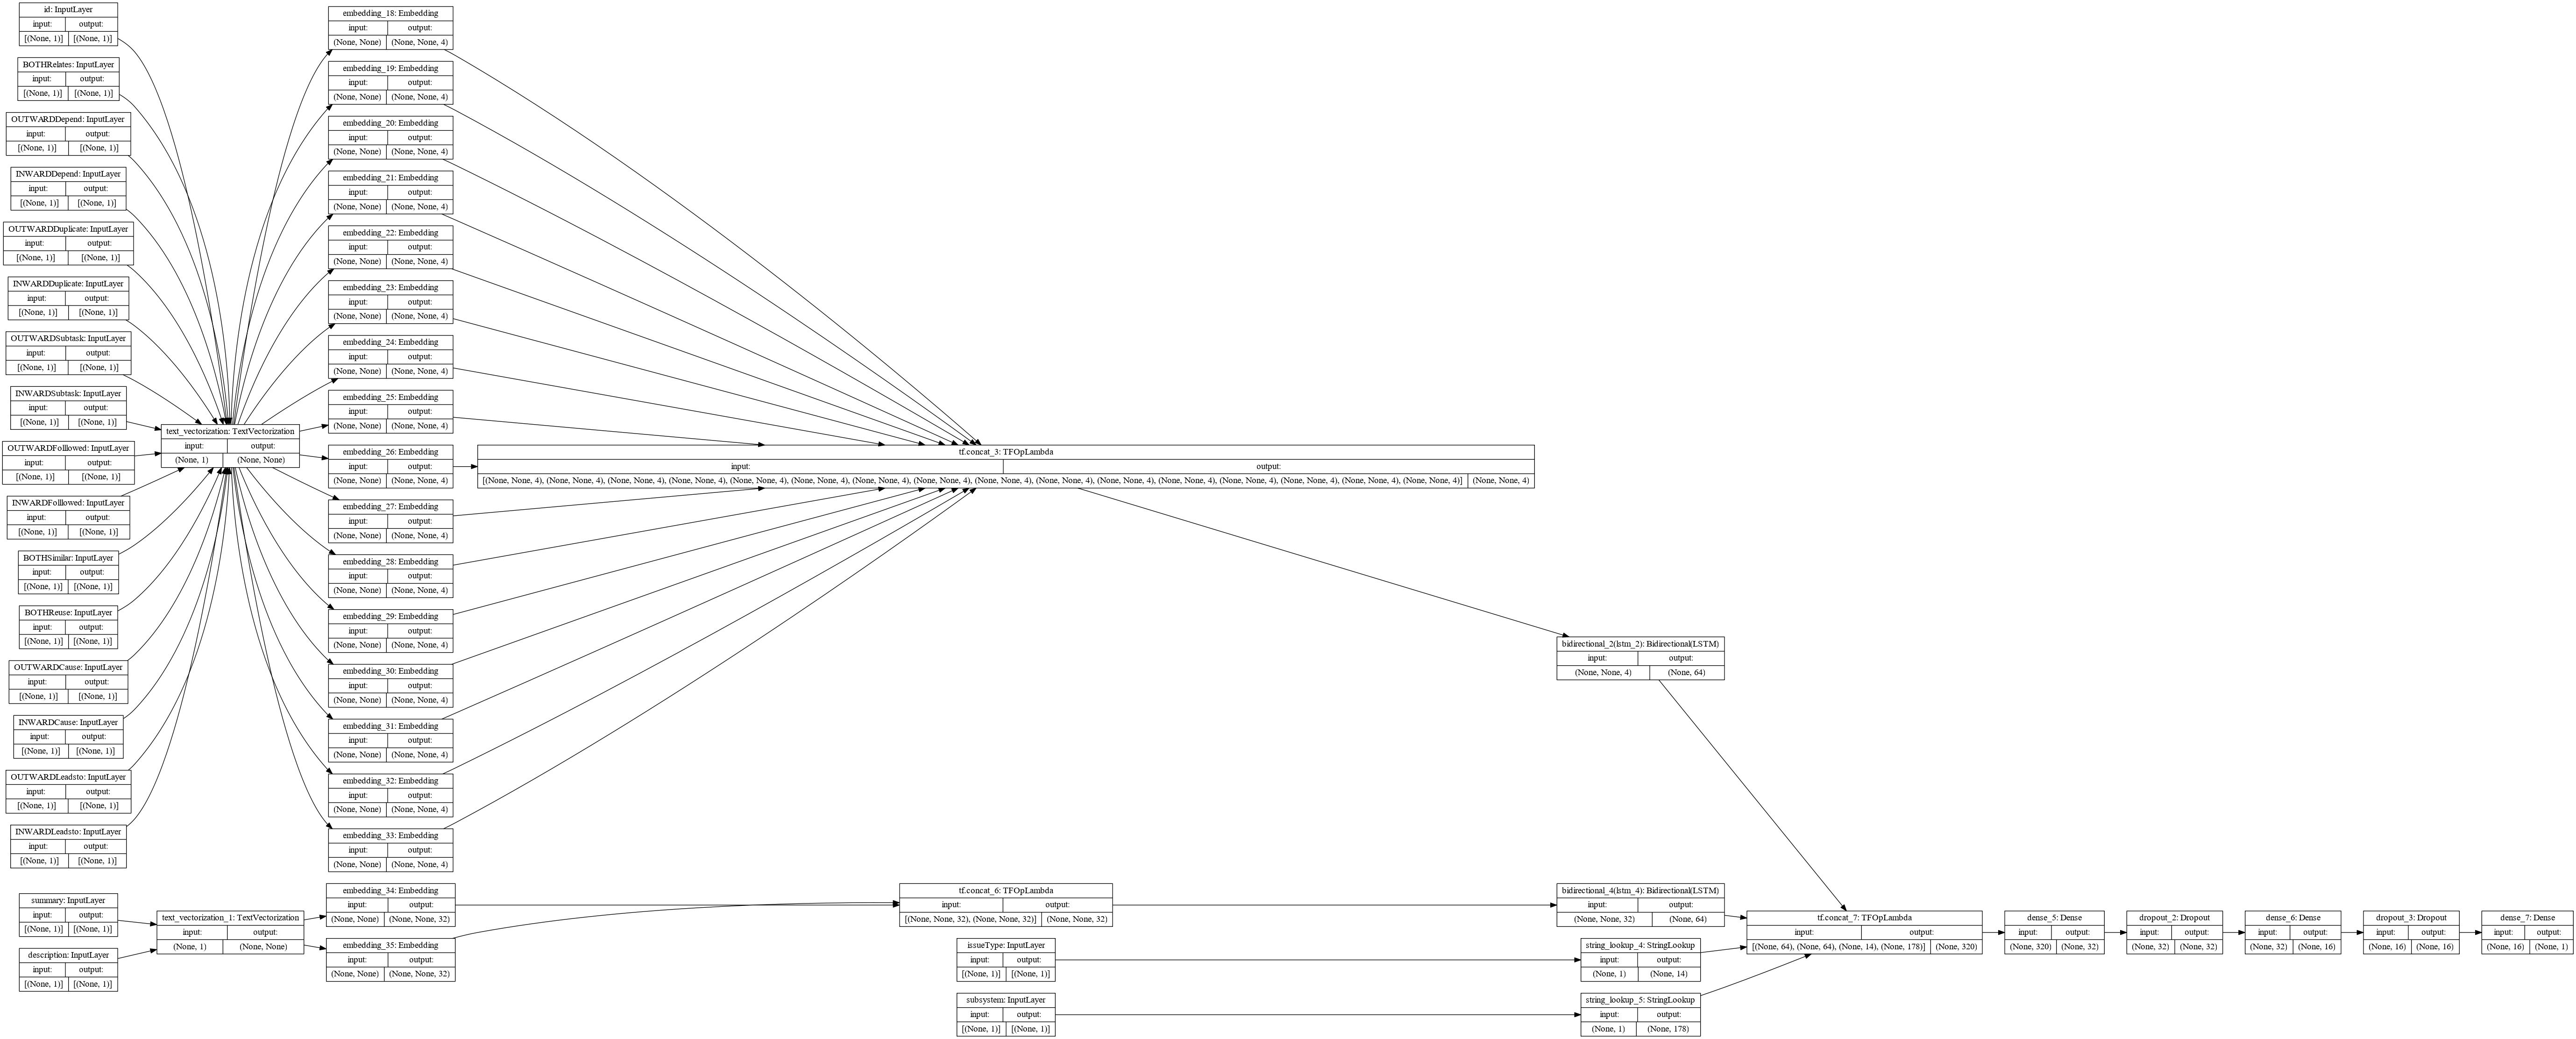 id: InputLayer
input: output:
[(None, 1)] [(None, 1)]
BOTHRelates: InputLayer
input: output:
[(None, 1)] [(None, 1)]
OUTWARDDepend: InputLayer
input: output:
[(None, 1)] [(None, 1)]
INWARDDepend: InputLayer
input: output:
[(None, 1)] [(None, 1)]
OUTWARDDuplicate: InputLayer
input: output:
[(None, 1)] [(None, 1)]
INWARDDuplicate: InputLayer
input: output:
[(None, 1)] [(None, 1)]
OUTWARDSubtask: InputLayer
input: output:
[(None, 1)] [(None, 1)]
INWARDSubtask: InputLayer
input: output:
[(None, 1)] [(None, 1)]
OUTWARDFolllowed: InputLayer
input: output:
[(None, 1)] [(None, 1)]
INWARDFolllowed: InputLayer
input: output:
[(None, 1)] [(None, 1)]
BOTHSimilar: InputLayer
input: output:
[(None, 1)] [(None, 1)]
BOTHReuse: InputLayer
input: output:
[(None, 1)] [(None, 1)]
OUTWARDCause: InputLayer
input: output:
[(None, 1)] [(None, 1)]
INWARDCause: InputLayer
input: output:
[(None, 1)] [(None, 1)]
OUTWARDLeadsto: InputLayer
input: output:
[(None, 1)] [(None, 1)]
INWARDLeadsto: InputLayer
input: output:
[(None, 1)] [(None, 1)]
summary: InputLayer
input: output:
[(None, 1)] [(None, 1)]
description: InputLayer
input: output:
[(None, 1)] [(None, 1)]
text_vectorization: TextVectorization
input: output:
(None, 1) (None, None)
text_vectorization_1: TextVectorization
input: output:
(None, 1) (None, None)
embedding_18: Embedding
input: output:
(None, None) (None, None, 4)
embedding_19: Embedding
input: output:
(None, None) (None, None, 4)
embedding_20: Embedding
input: output:
(None, None) (None, None, 4)
embedding_21: Embedding
input: output:
(None, None) (None, None, 4)
embedding_22: Embedding
input: output:
(None, None) (None, None, 4)
embedding_23: Embedding
input: output:
(None, None) (None, None, 4)
embedding_24: Embedding
input: output:
(None, None) (None, None, 4)
embedding_25: Embedding
input: output:
(None, None) (None, None, 4)
embedding_26: Embedding
input: output:
(None, None) (None, None, 4)
embedding_27: Embedding
input: output:
(None, None) (None, None, 4)
embedding_28: Embedding
input: output:
(None, None) (None, None, 4)
embedding_29: Embedding
input: output:
(None, None) (None, None, 4)
embedding_30: Embedding
input: output:
(None, None) (None, None, 4)
embedding_31: Embedding
input: output:
(None, None) (None, None, 4)
embedding_32: Embedding
input: output:
(None, None) (None, None, 4)
embedding_33: Embedding
input: output:
(None, None) (None, None, 4)
embedding_34: Embedding
input: output:
(None, None) (None, None, 32)
embedding_35: Embedding
input: output:
(None, None) (None, None, 32)
tf.concat_3: TFOpLambda
input: output:
[(None, None, 4), (None, None, 4), (None, None, 4), (None, None, 4), (None, None, 4), (None, None, 4), (None, None, 4), (None, None, 4), (None, None, 4), (None, None, 4), (None, None, 4), (None, None, 4), (None, None, 4), (None, None, 4), (None, None, 4), (None, None, 4)] (None, None, 4)
tf.concat_6: TFOpLambda
input: output:
[(None, None, 32), (None, None, 32)] (None, None, 32)
issueType: InputLayer
input: output:
[(None, 1)] [(None, 1)]
subsystem: InputLayer
input: output:
[(None, 1)] [(None, 1)]
bidirectional_2(lstm_2): Bidirectional(LSTM)
input: output:
(None, None, 4) (None, 64)
bidirectional_4(lstm_4): Bidirectional(LSTM)
input: output:
(None, None, 32) (None, 64)
string_lookup_4: StringLookup
input: output:
(None, 1) (None, 14)
string_lookup_5: StringLookup
input: output:
(None, 1) (None, 178)
tf.concat_7: TFOpLambda
input: output:
[(None, 64), (None, 64), (None, 14), (None, 178)] (None, 320)
dense_5: Dense
input: output:
(None, 320) (None, 32)
dropout_2: Dropout
input: output:
(None, 32) (None, 32)
dense_6: Dense
input: output:
(None, 32) (None, 16)
dropout_3: Dropout
input: output:
(None, 16) (None, 16)
dense_7: Dense
input: output:
(None, 16) (None, 1)